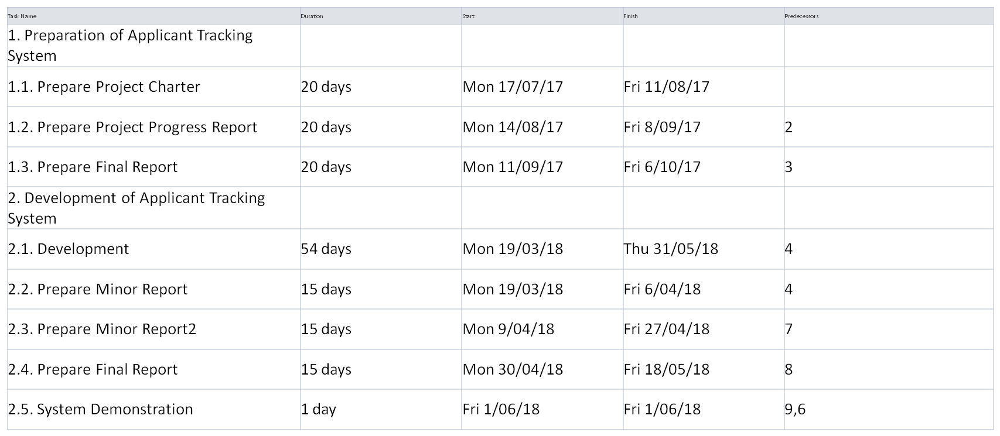 Task Name Duration Start Finish Predecessors
1. Preparation of Applicant Tracking
System
1.1. Prepare Project Charter 20 days Mon 17/07/17 Fri 11/08/17
1.2. Prepare Project Progress Report 20 days Mon 14/08/17 Fri 8/09/17 2
1.3. Prepare Final Report 20 days Mon 11/09/17 Fri 6/10/17 3
2. Development of Applicant Tracking
System
2.1. Development 54 days Mon 19/03/18 Thu 31/05/18 4
2.2. Prepare Minor Report 15 days Mon 19/03/18 Fri 6/04/18 4
2.3. Prepare Minor Report2 15 days Mon 9/04/18 Fri 27/04/18 7
2.4. Prepare Final Report 15 days Mon 30/04/18 Fri 18/05/18 8
2.5. System Demonstration 1 day Fri 1/06/18 Fri 1/06/18 9,6